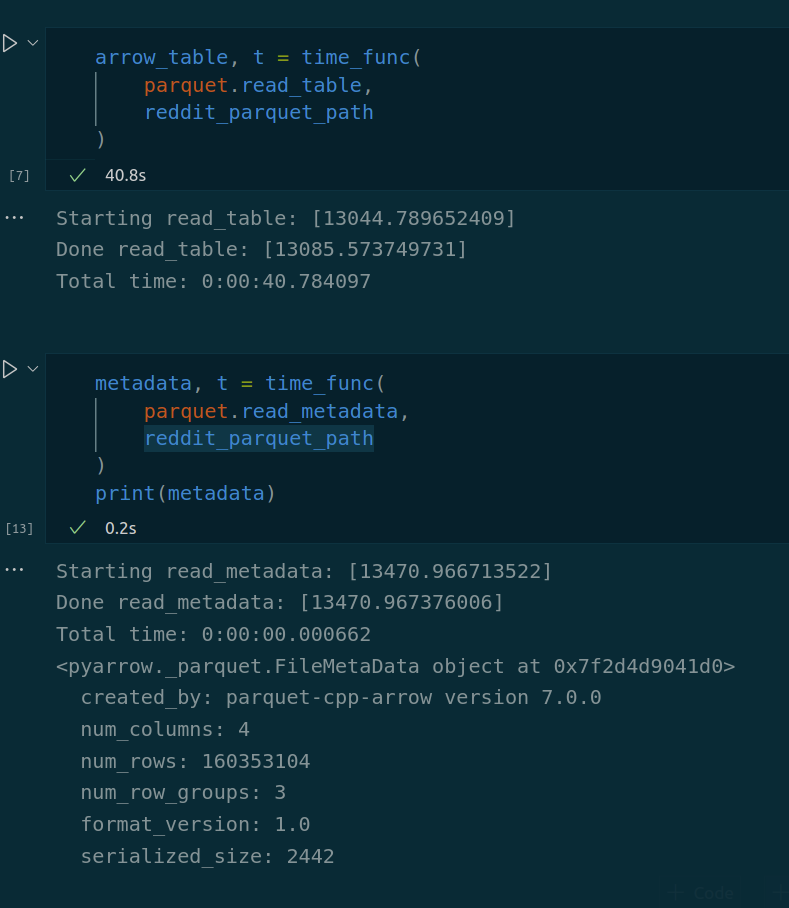 arrow_table, t = time_func(
parquet.read_table,
reddit_parquet_path
)
[7]
40.8s
Starting read_table: [13044.789652409]
Done read_table: [13085.573749731]
Total time: 0:00:40.784097
metadata, t = time_func(
parquet.read_metadata,
reddit_parquet_path
)
print(metadata)
[13]
0.2s
Starting read_metadata: [13470.966713522]
Done read_metadata: [13470.967376006]
Total time: 0:00:00.000662
<pyarrow._parquet.FileMetaData object at 0x7f2d4d9041d0>
created_by: parquet-cpp-arrow version 7.0.0
num_columns: 4
num_rows: 160353104
num_row_groups: 3
format_version: 1.0
serialized_size: 2442
+ Code